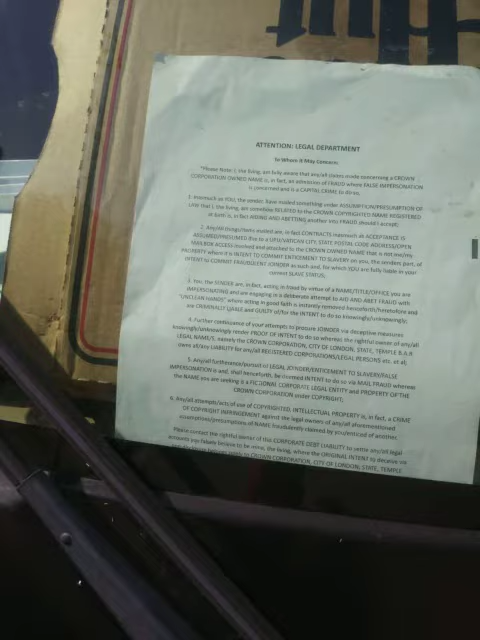 ATTENTION: LEGAL DEPARTMENT
To Whom It May Concern:
"Please Note: I, the living, am fully aware that any/all claims made concerning a CROWN
CORPORATION OWNED NAME is, in fact, an admission of FRAUD where FALSE IMPERSONATION
is concerned and is a CAPITAL CRIME to do so.
1. Inasmuch as YOU, the sender, have mailed something under ASSUMPTION/PRESUMPTION OF
LAW that I, the living, am somehow RELATED to the CROWN COPYRIGHTED NAME REGISTERED
at birth is, in fact AIDING AND ABETTING another into FRAUD should I accept;
2. Any/all things/items mailed are, in fact CONTRACTS inasmuch as ACCEPTANCE IS
ASSUMED/PRESUMED due to a UPU/VATICAN CITY, STATE POSTAL CODE ADDRESS/OPEN
MAILBOX ACCESS involved and attached to the CROWN OWNED NAME that is not me/my
PROPERTY where it is INTENT TO COMMIT ENTICEMENT TO SLAVERY on you, the senders part, of
INTENT to COMMIT FRAUDULENT JOINDER as such and, for which YOU are fully liable in your
current SLAVE STATUS;
3. You, the SENDER are, in fact, acting in fraud by virtue of a NAME/TITLE/OFFICE you are
IMPERSONATING and are engaging in a deliberate attempt to AID AND ABET FRAUD with
"UNCLEAN HANDS" where acting in good faith is instantly removed henceforth/heretofore and
are CRIMINALLY LIABLE and GUILTY of/for the INTENT to do so knowingly/unknowingly;
4. Further continuance of your attempts to procure JOINDER via deceptive measures
knowingly/unknowingly render PROOF OF INTENT to do so whereas the rightful owner of any/all
LEGAL NAME/S, namely the CROWN CORPORATION, CITY OF LONDON, STATE, TEMPLE B.A.R
owns all/any LIABILITY for any/all REGISTERED CORPORATIONS/LEGAL PERSONS etc. et al;
5. Any/all furtherance/pursuit of LEGAL JOINDER/ENTICEMENT TO SLAVERY/FALSE
IMPERSONATION is and, shall henceforth, be claimed INTENT to do so via MAIL FRAUD whereas
the NAME you are seeking is a FICTIONAL CORPORATE LEGAL ENTITY and PROPERTY OF THE
CROWN CORPORATION under COPYRIGHT;
6. Any/all attempts/acts of use of COPYRIGHTED, INTELLECTUAL PROPERTY is, in fact, a CRIME
OF COPYRIGHT INFRINGEMENT against the legal owners of any/all aforementioned
assumptions/presumptions of NAME fraudulently claimed by you/enticed of another.
Please contact the rightful owner of this CORPORATE DEBT LIABILITY to settle any/all legal
accounts you falsely believe to be mine, the living, where the ORIGINAL INTENT to deceive via
CROWN CORPORATION, CITY OF LONDON, STATE, TEMPLE